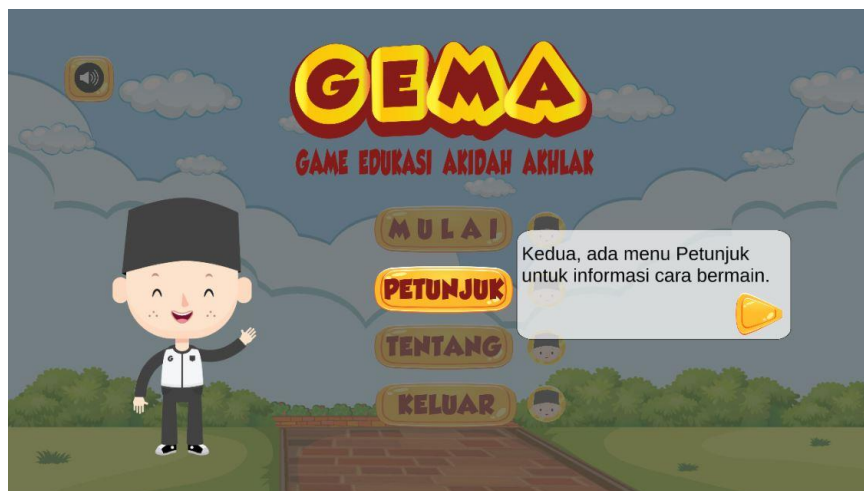 GEMA
GAME EDUKASI AKIDAH AKHLAK
MULAI
PETUNJUK
Kedua, ada menu Petunjuk
untuk informasi cara bermain.
TENTANG
KELUAR